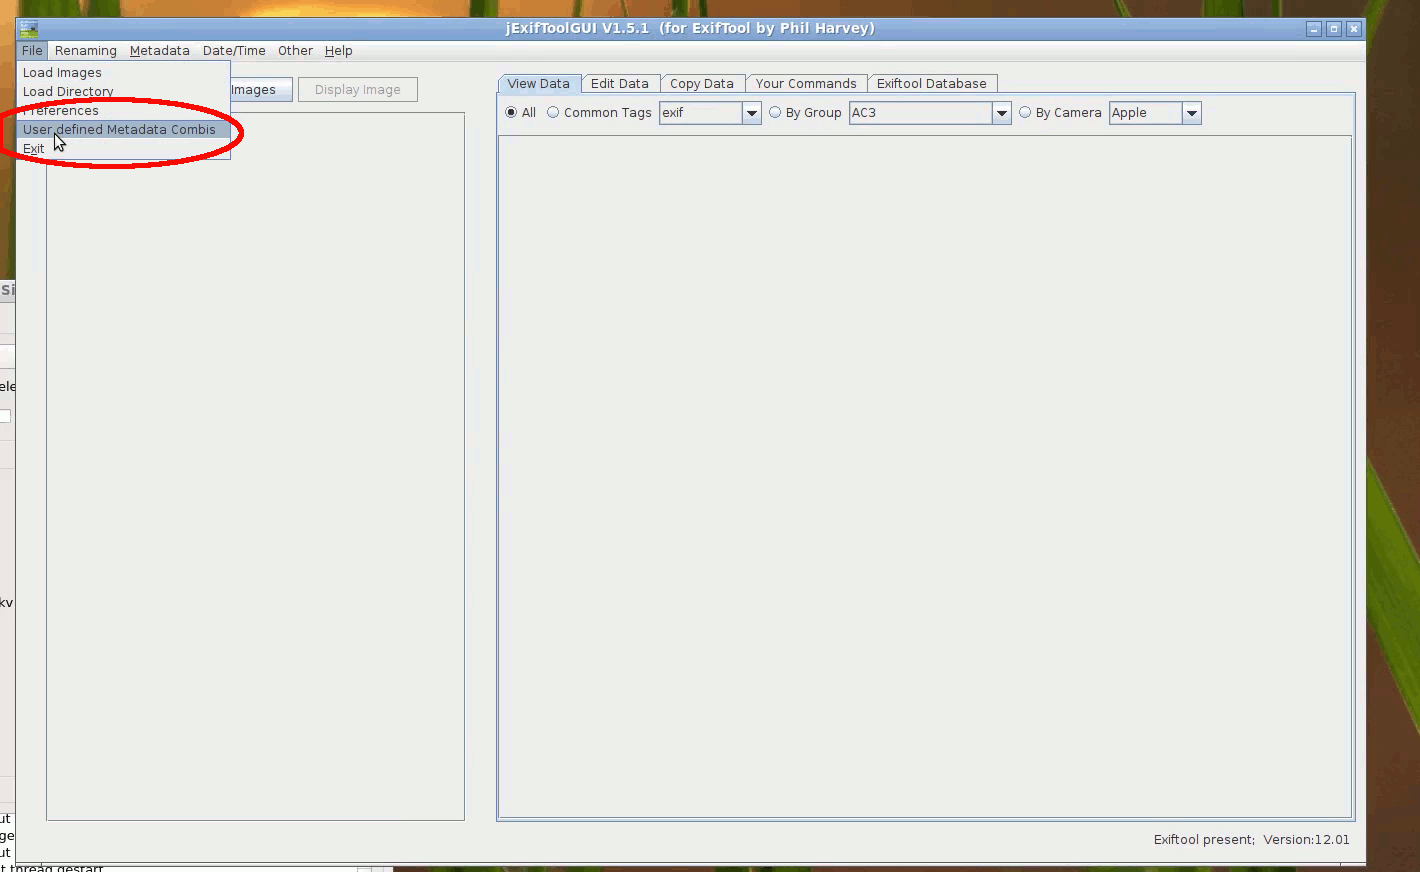 jExifToolGUI V1.5.1 (for ExifTool by Phil Harvey)
File Renaming Metadata Date/Time Other Help
Load Images
Load Directory
Preferences
User defined Metadata Combis
Exit
Images Display Image
View Data Edit Data Copy Data Your Commands Exiftool Database
All Common Tags exif By Group AC3 By Camera Apple
Si
ele
kv
ut
ge
ut
t thread gestart
Exiftool present; Version:12.01